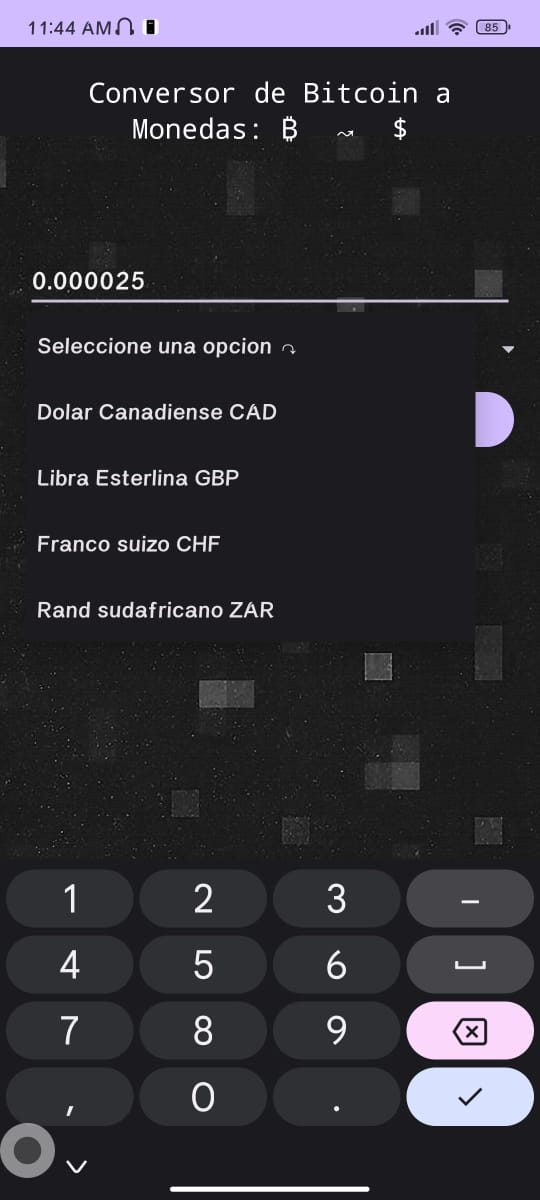 11:44 AM
85
Conversor de Bitcoin a
Monedas: ₿ ⤳ $
0.000025
Seleccione una opcion ⤵
Dolar Canadiense CAD
Libra Esterlina GBP
Franco suizo CHF
Rand sudafricano ZAR
1 2 3 –
4 5 6
7 8 9
, 0 .